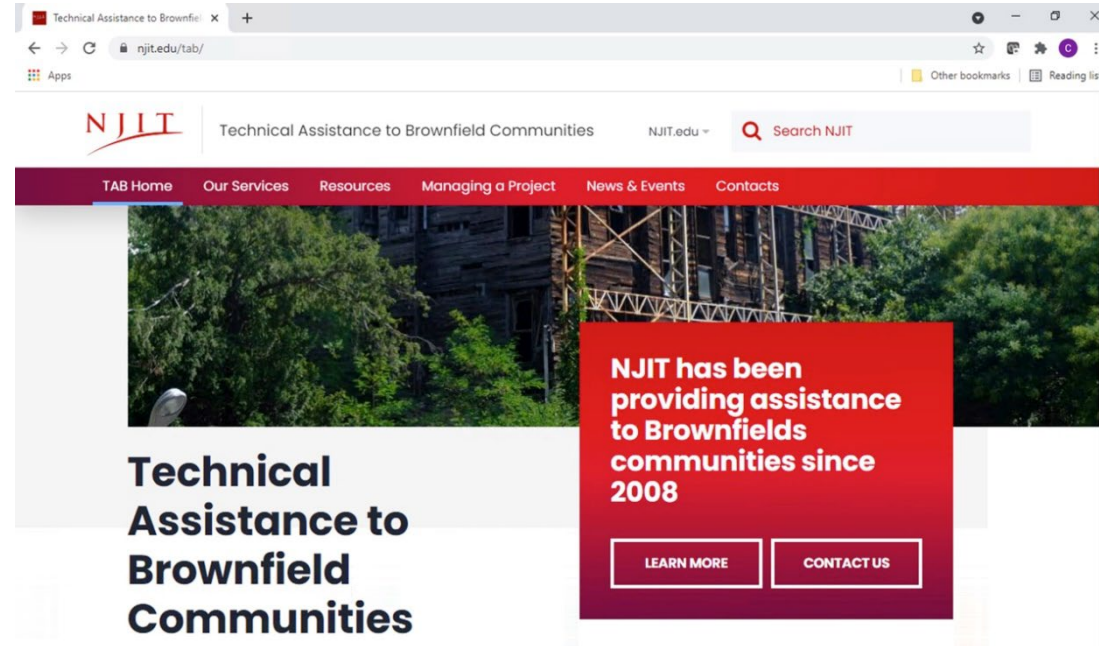 Technical Assistance to Brownfie
njit.edu/tab/
Apps
Other bookmarks
Reading lis
C
NJIT
Technical Assistance to Brownfield Communities
NJIT.edu
Search NJIT
TAB Home
Our Services
Resources
Managing a Project
News & Events
Contacts
NJIT has been
providing assistance
to Brownfields
communities since
2008
LEARN MORE
CONTACT US
Technical
Assistance to
Brownfield
Communities